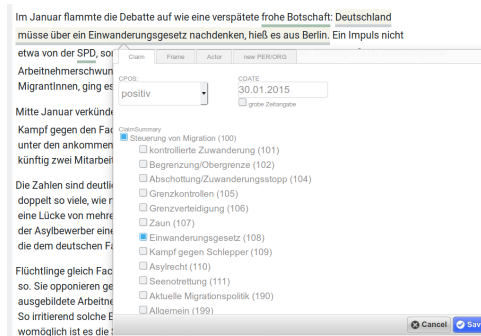 Im Januar flammte die Debatte auf wie eine verspätete frohe Botschaft: Deutschland
müsse über ein Einwanderungsgesetz nachdenken, hieß es aus Berlin. Ein Impuls nicht
etwa von der SPD,
Arbeitnehmerschwun
MigrantInnen, ging es
Mitte Januar verkünde
Kampf gegen den Fac
unter den ankommen
künftig zwei Mitarbeit
Die Zahlen sind deutli
doppelt so viele, wie
eine Lücke von mehre
der Asylbewerber eine
die dem deutschen Fa
Flüchtlinge gleich Fac
so. Sie opponieren ge
ausgebildete Arbeitne
So irritierend solche E
womöglich ist es die
Claim
Frame
Actor
new PER/ORG
CPOS:
positiv
CDATE
30.01.2015
grobe Zeitangabe
ClaimSummary
Steuerung von Migration (100)
kontrollierte Zuwanderung (101)
Begrenzung/Obergrenze (102)
Abschottung/Zuwanderungsstopp (104)
Grenzkontrollen (105)
Grenzverteidigung (106)
Zaun (107)
Einwanderungsgesetz (108)
Kampf gegen Schlepper (109)
Asylrecht (110)
Seenotrettung (111)
Aktuelle Migrationspolitik (190)
Allgemein (199)
Cancel
Sav